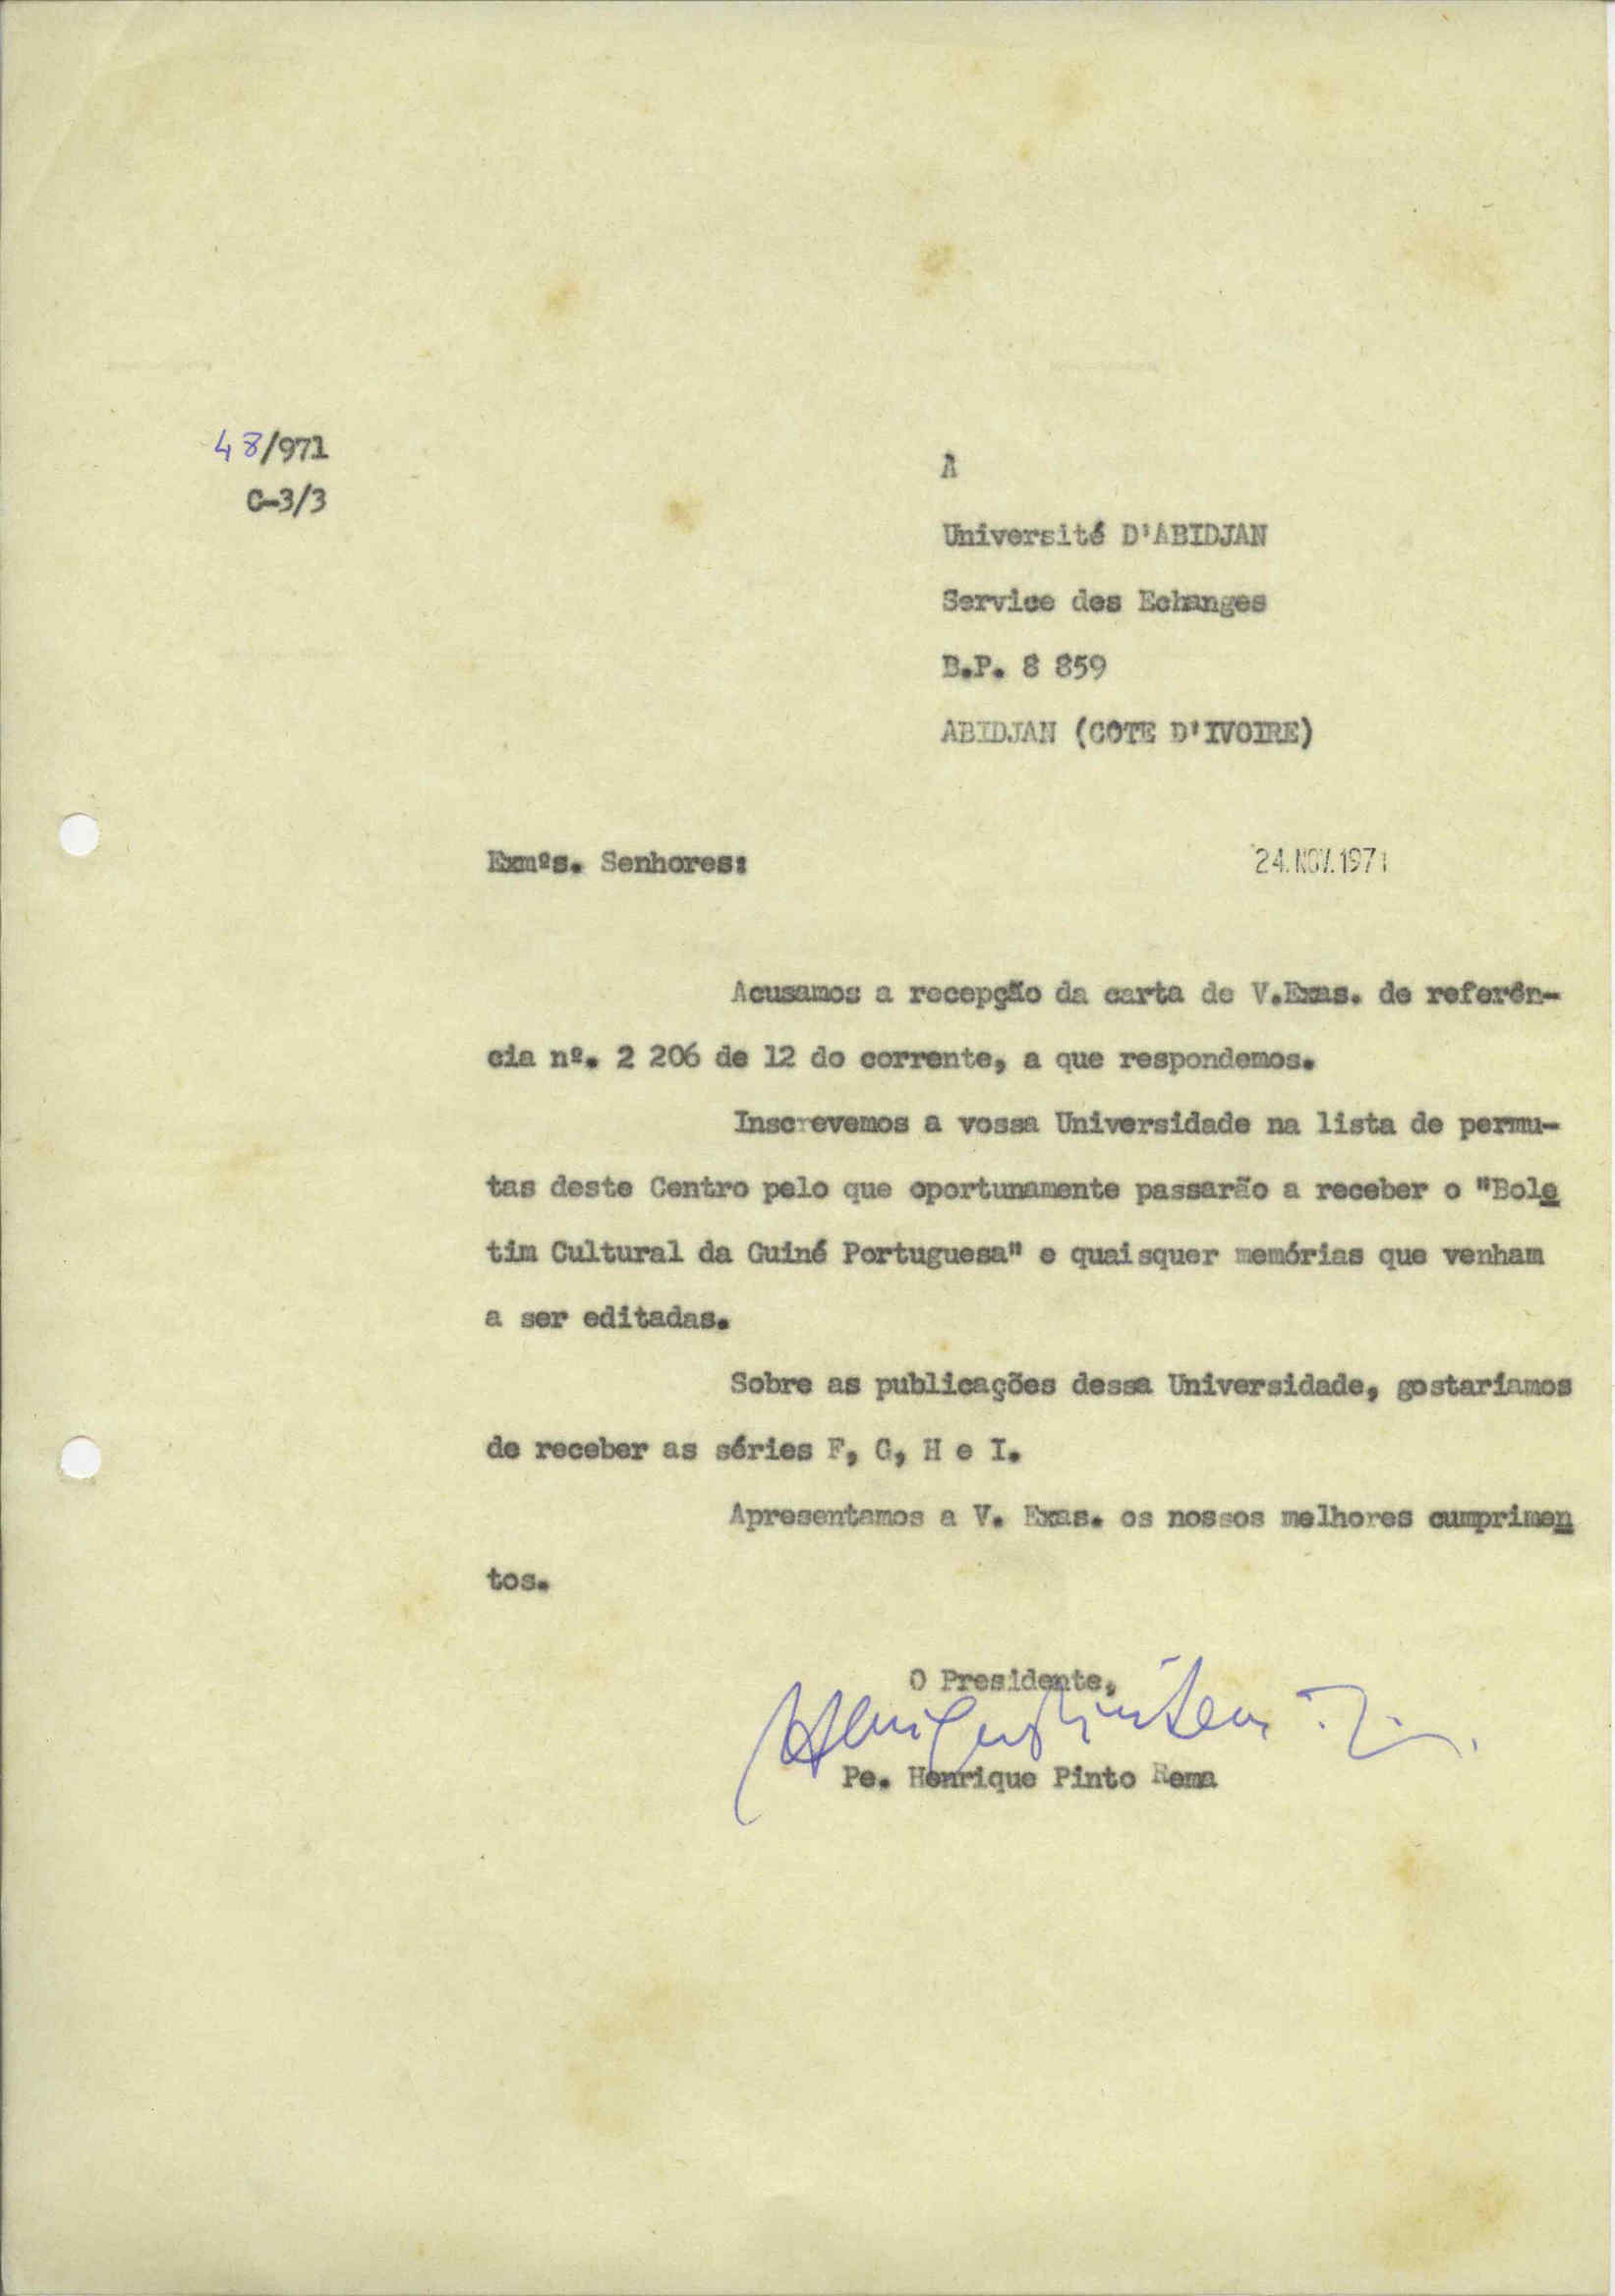 48/971
C-3/3
À
Université D'ABIDJAN
Service des Echanges
B.P. 8 859
ABIDJAN (COTE D'IVOIRE)
Exmºs. Senhores:
24.NOV.1971
Acusamos a recepção da carta de V.Exas. de referên-
cia nº. 2 206 de 12 do corrente, a que respondemos.
Inscrevemos a vossa Universidade na lista de permu-
tas deste Centro pelo que oportunamente passarão a receber o "Bole
tim Cultural da Guiné Portuguesa" e quaisquer memórias que venham
a ser editadas.
Sobre as publicações dessa Universidade, gostaríamos
de receber as séries F, G, H e I.
Apresentamos a V. Exas. os nossos melhores cumprimen
tos.
O Presidente,
Pe. Henrique Pinto Rema